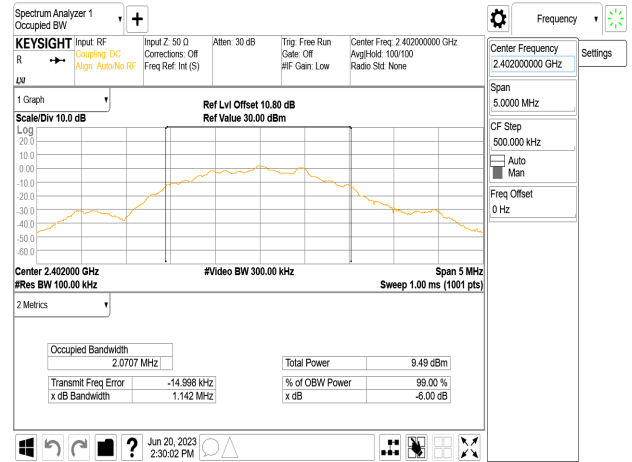 Spectrum Analyzer 1
Occupied BW
Frequency
KEYSIGHT
R
Input: RF
Coupling: DC
Align: Auto/No RF
Input Z: 50 Ω
Corrections: Off
Freq Ref: Int (S)
Atten: 30 dB
Trig: Free Run
Gate: Off
#IF Gain: Low
Center Freq: 2.402000000 GHz
Avg|Hold: 100/100
Radio Std: None
Center Frequency
2.402000000 GHz
Settings
Span
5.0000 MHz
CF Step
500.000 kHz
Auto
Man
Freq Offset
0 Hz
1 Graph
Ref Lvl Offset 10.80 dB
Scale/Div 10.0 dB
Ref Value 30.00 dBm
Log
20.0
10.0
0.00
-10.0
-20.0
-30.0
-40.0
-50.0
-60.0
Center 2.402000 GHz
#Video BW 300.00 kHz
Span 5 MHz
#Res BW 100.00 kHz
Sweep 1.00 ms (1001 pts)
2 Metrics
Occupied Bandwidth
2.0707 MHz
Total Power
9.49 dBm
Transmit Freq Error
-14.998 kHz
% of OBW Power
99.00 %
x dB Bandwidth
1.142 MHz
x dB
-6.00 dB
Jun 20, 2023
2:30:02 PM